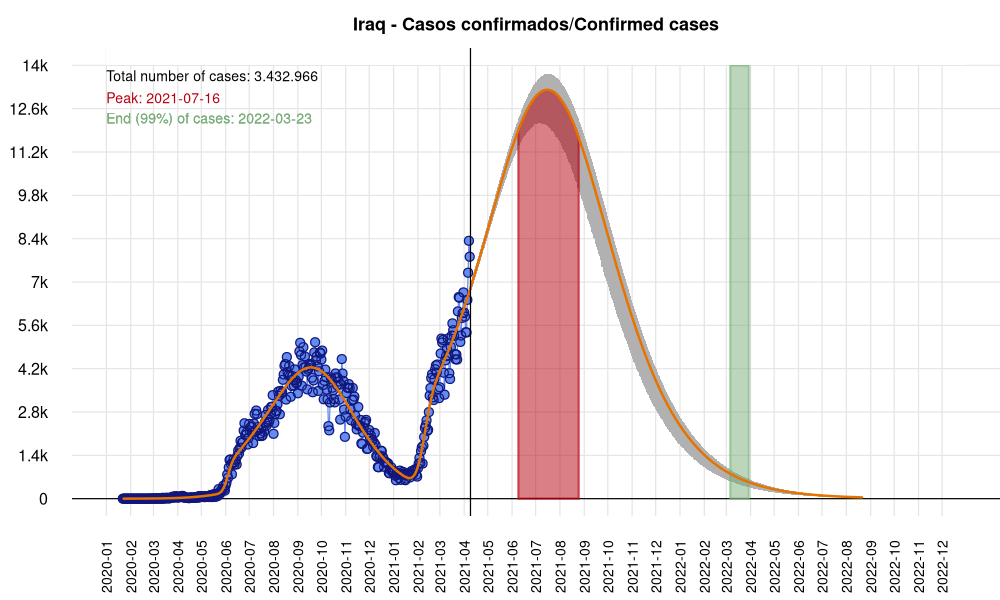 Iraq - Casos confirmados/Confirmed cases
Total number of cases: 3.432.966
Peak: 2021-07-16
End (99%) of cases: 2022-03-23
14k
12.6k
11.2k
9.8k
8.4k
7k
5.6k
4.2k
2.8k
1.4k
0
2020-01
2020-02
2020-03
2020-04
2020-05
2020-06
2020-07
2020-08
2020-09
2020-10
2020-11
2020-12
2021-01
2021-02
2021-03
2021-04
2021-05
2021-06
2021-07
2021-08
2021-09
2021-10
2021-11
2021-12
2022-01
2022-02
2022-03
2022-04
2022-05
2022-06
2022-07
2022-08
2022-09
2022-10
2022-11
2022-12